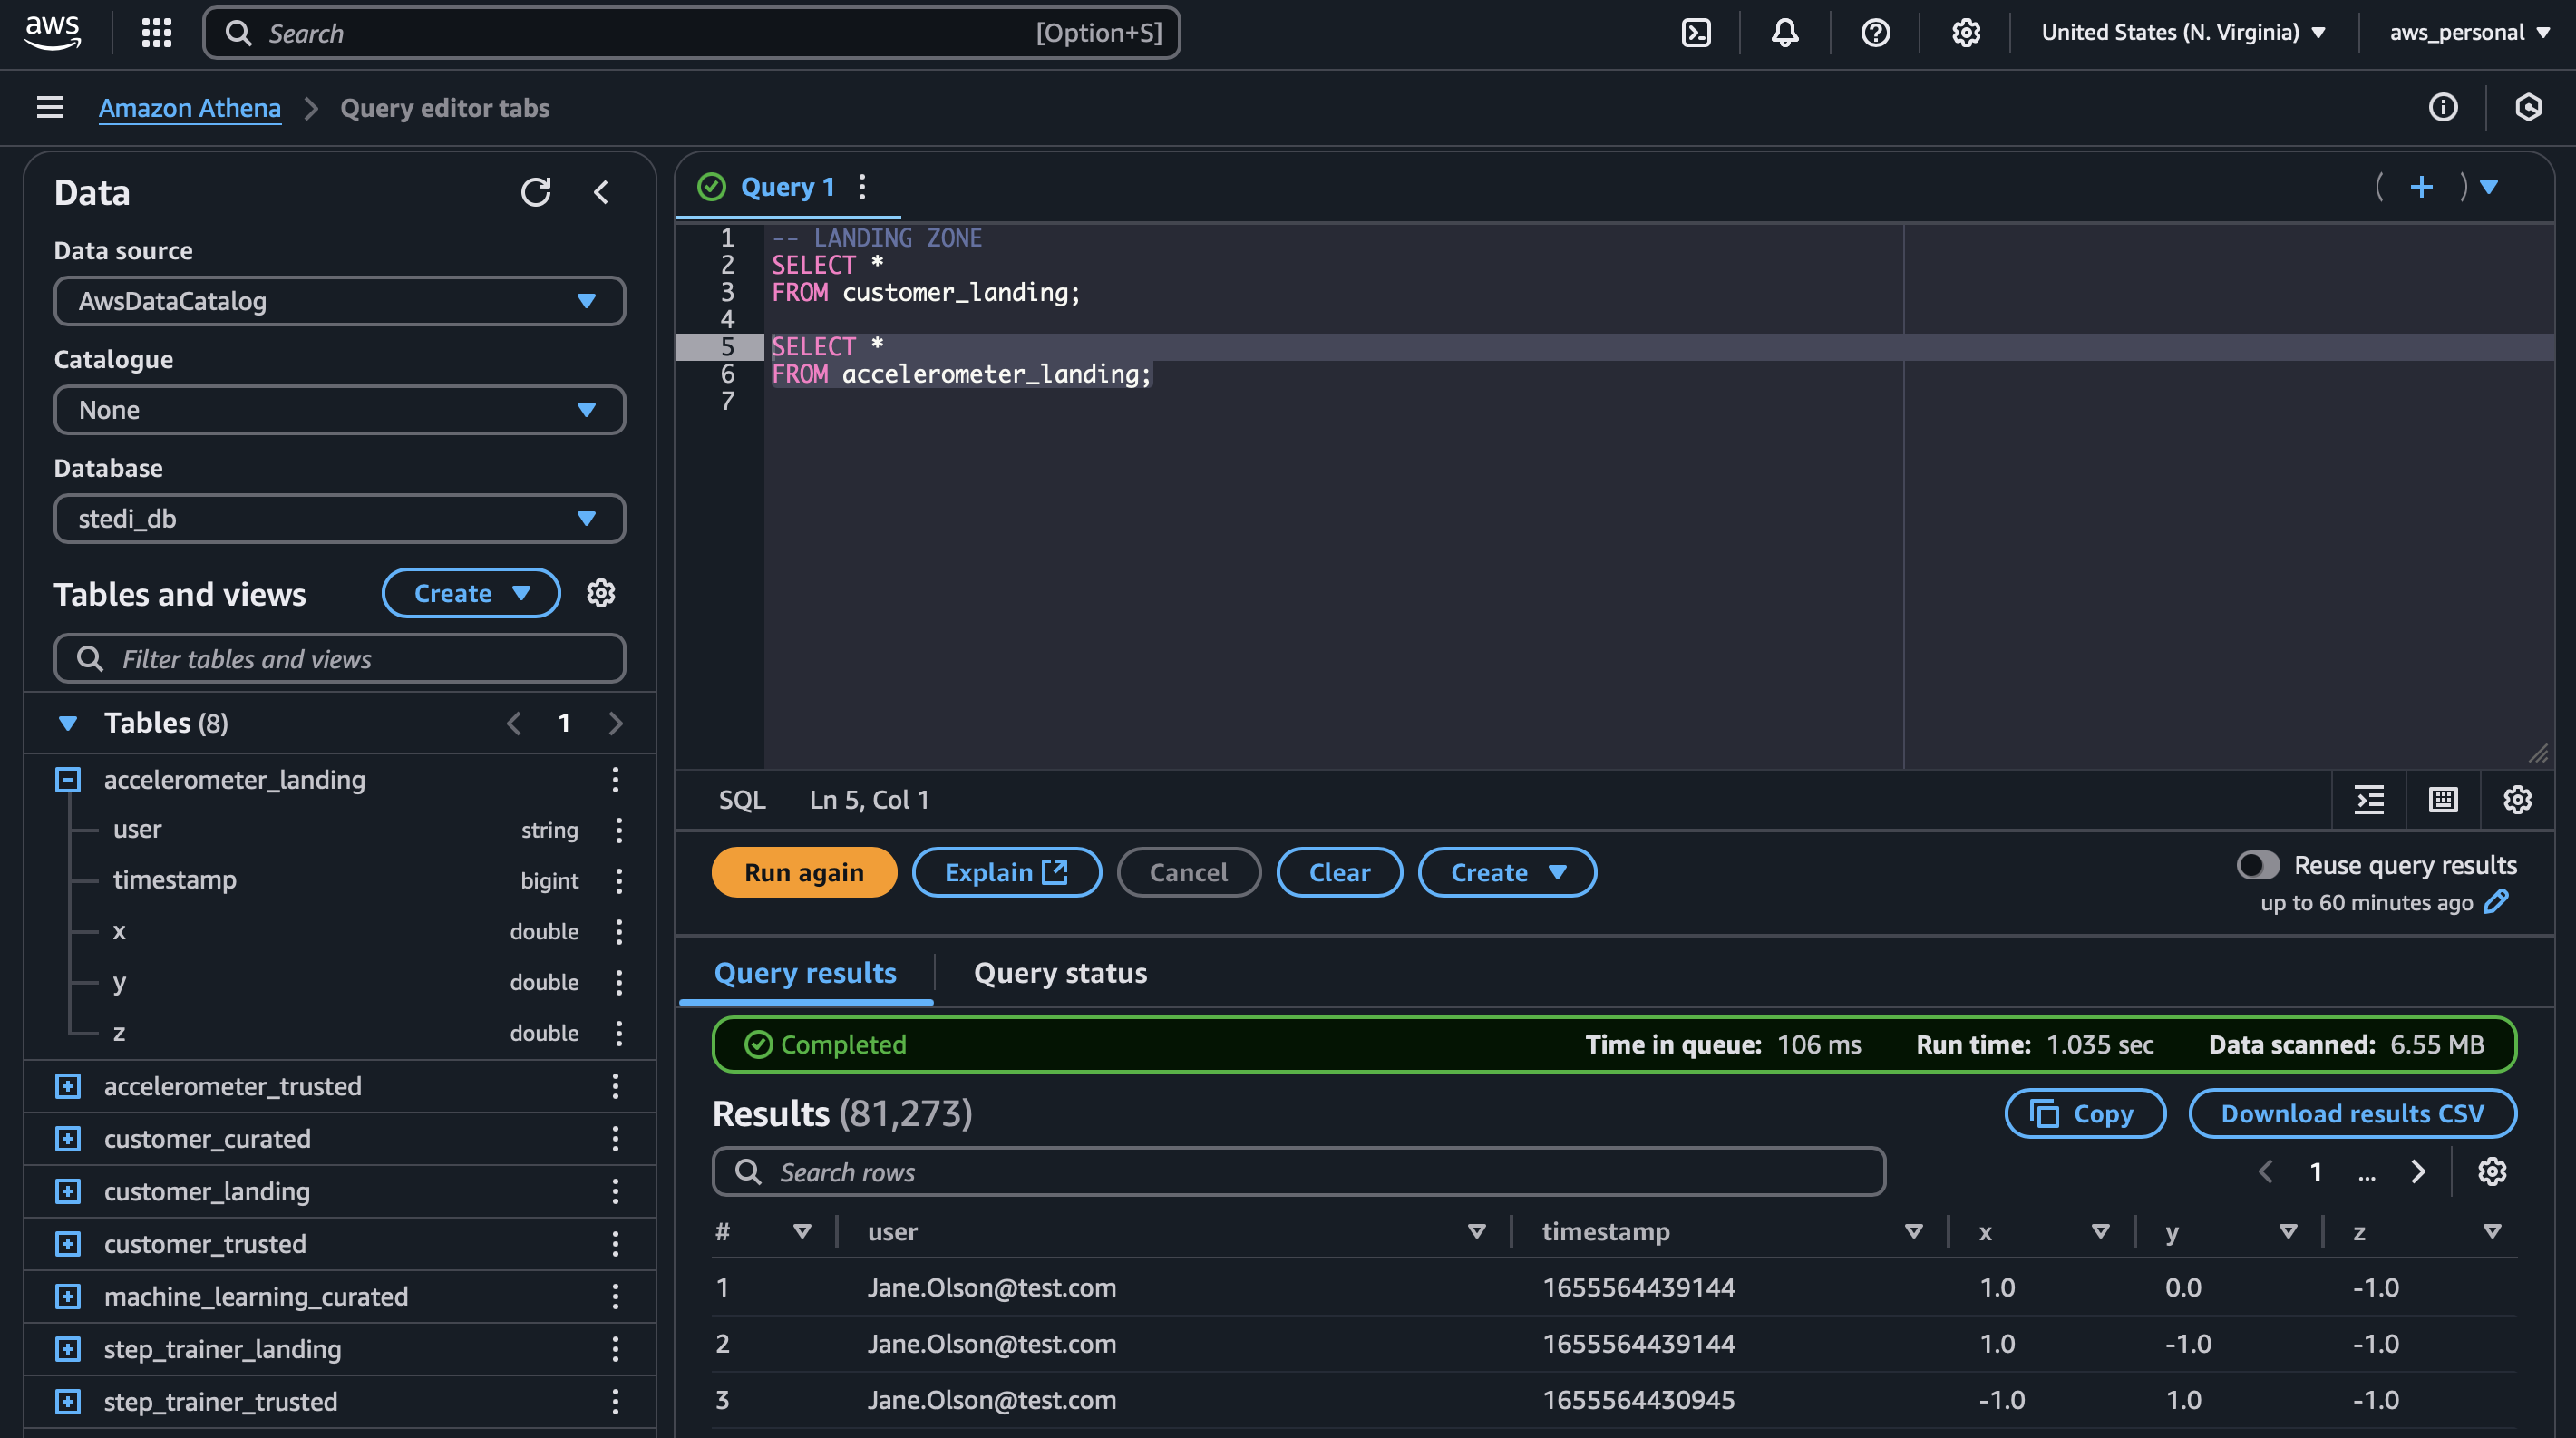 aws
Search [Option+S]
United States (N. Virginia)
aws_personal
Amazon Athena
Query editor tabs
Data
Data source
AwsDataCatalog
Catalogue
None
Database
stedi_db
Tables and views
Create
Filter tables and views
Tables (8)
1
accelerometer_landing
user string
timestamp bigint
x double
y double
z double
accelerometer_trusted
customer_curated
customer_landing
customer_trusted
machine_learning_curated
step_trainer_landing
step_trainer_trusted
Query 1
1 -- LANDING ZONE
2 SELECT *
3 FROM customer_landing;
4
5 SELECT *
6 FROM accelerometer_landing;
7
SQL Ln 5, Col 1
Run again
Explain
Cancel
Clear
Create
Reuse query results
up to 60 minutes ago
Query results
Query status
Completed
Time in queue: 106 ms
Run time: 1.035 sec
Data scanned: 6.55 MB
Results (81,273)
Copy
Download results CSV
Search rows
1 ...
# user timestamp x y z
1 Jane.Olson@test.com 1655564439144 1.0 0.0 -1.0
2 Jane.Olson@test.com 1655564439144 1.0 -1.0 -1.0
3 Jane.Olson@test.com 1655564430945 -1.0 1.0 -1.0